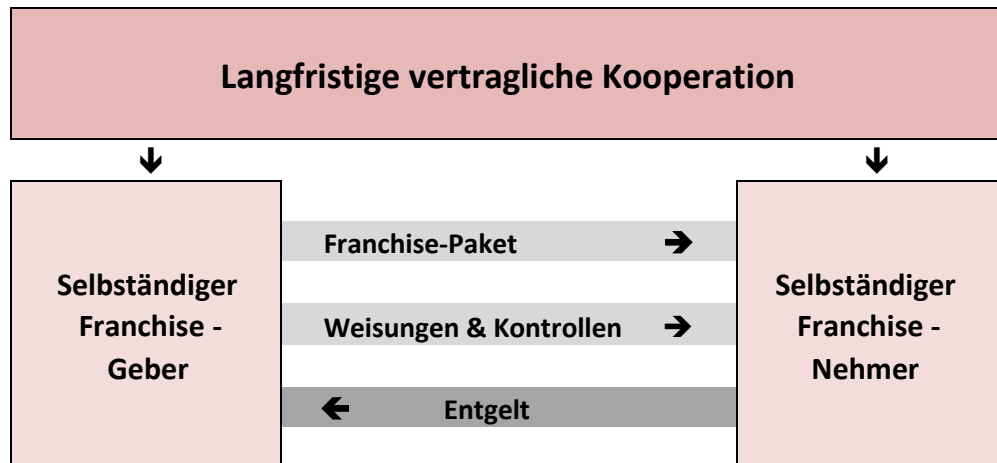 Langfristige vertragliche Kooperation
Selbständiger
Franchise -
Geber
Franchise-Paket
Weisungen & Kontrollen
Entgelt
Selbständiger
Franchise -
Nehmer